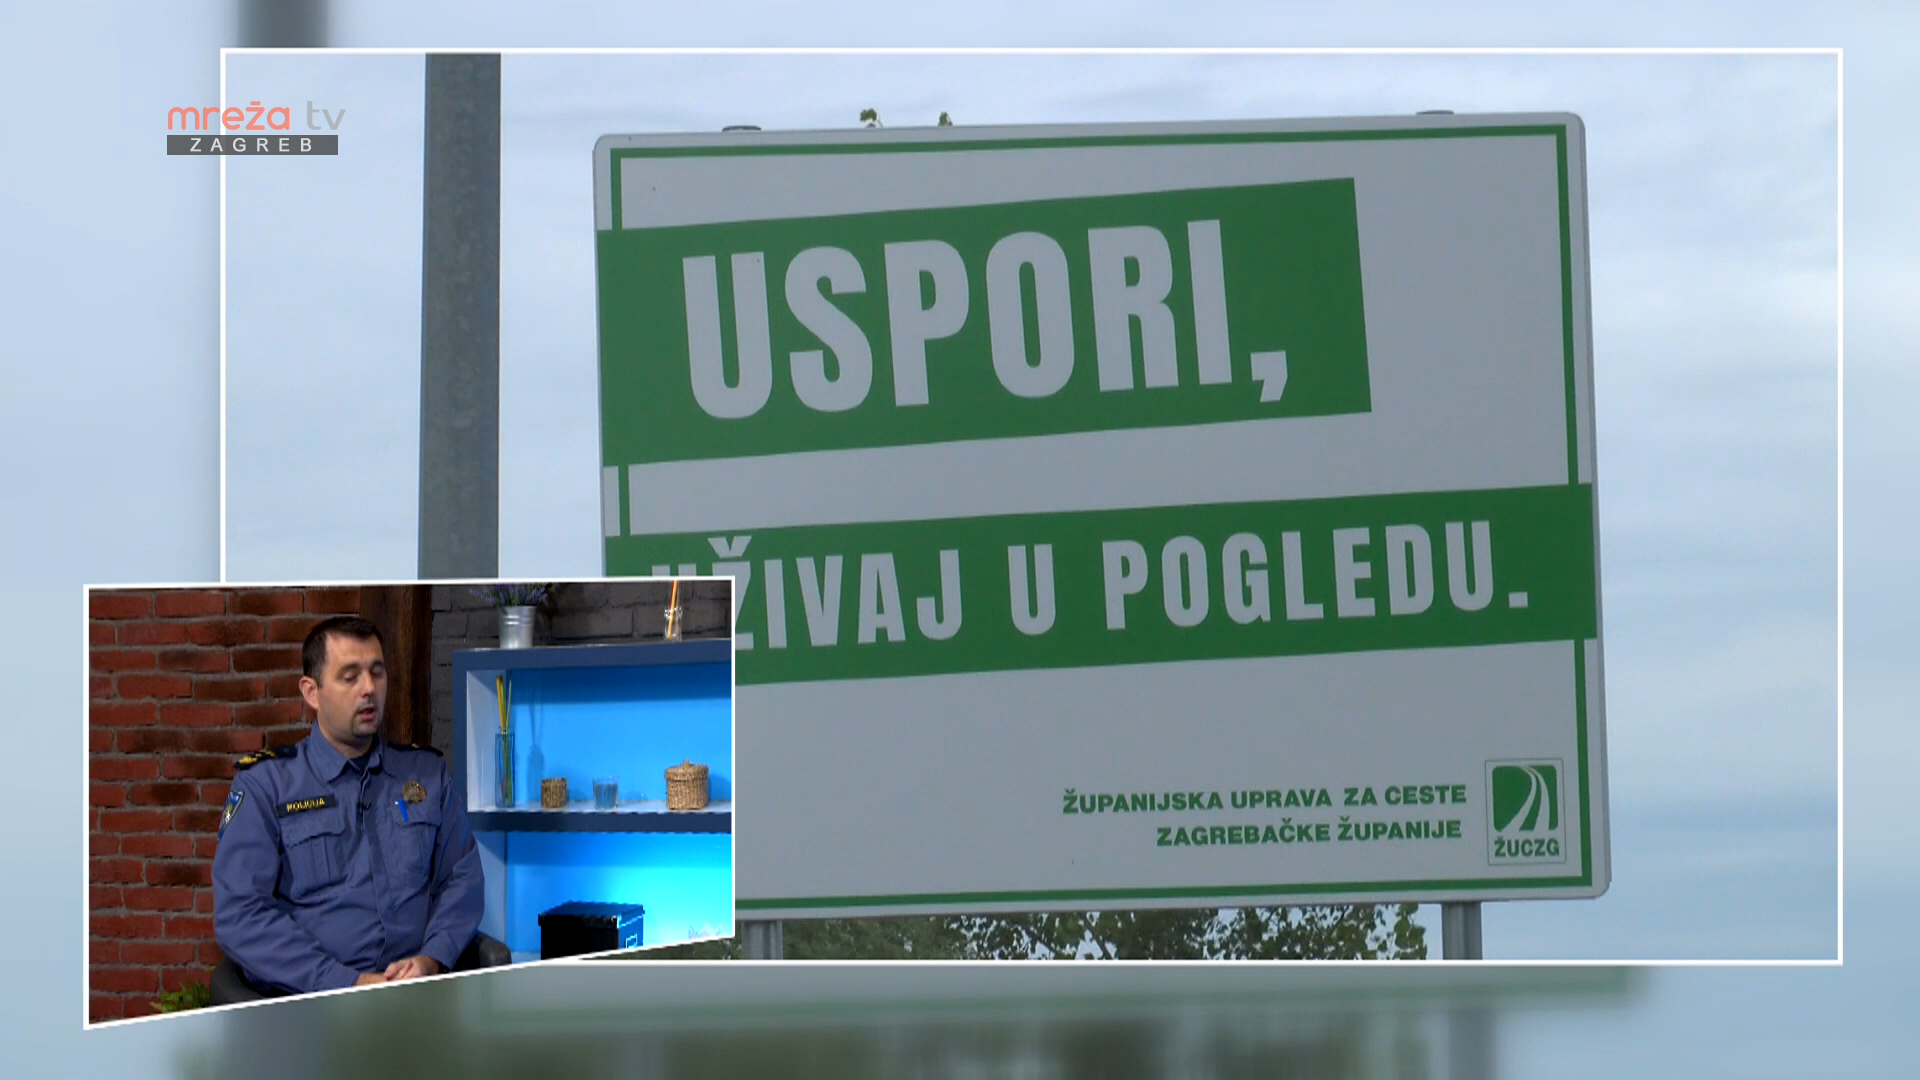 mreža tv
ZAGREB
USPORI,
UŽIVAJ U POGLEDU.
ŽUPANIJSKA UPRAVA ZA CESTE
ZAGREBAČKE ŽUPANIJE
ŽUCZG
POLICIJA